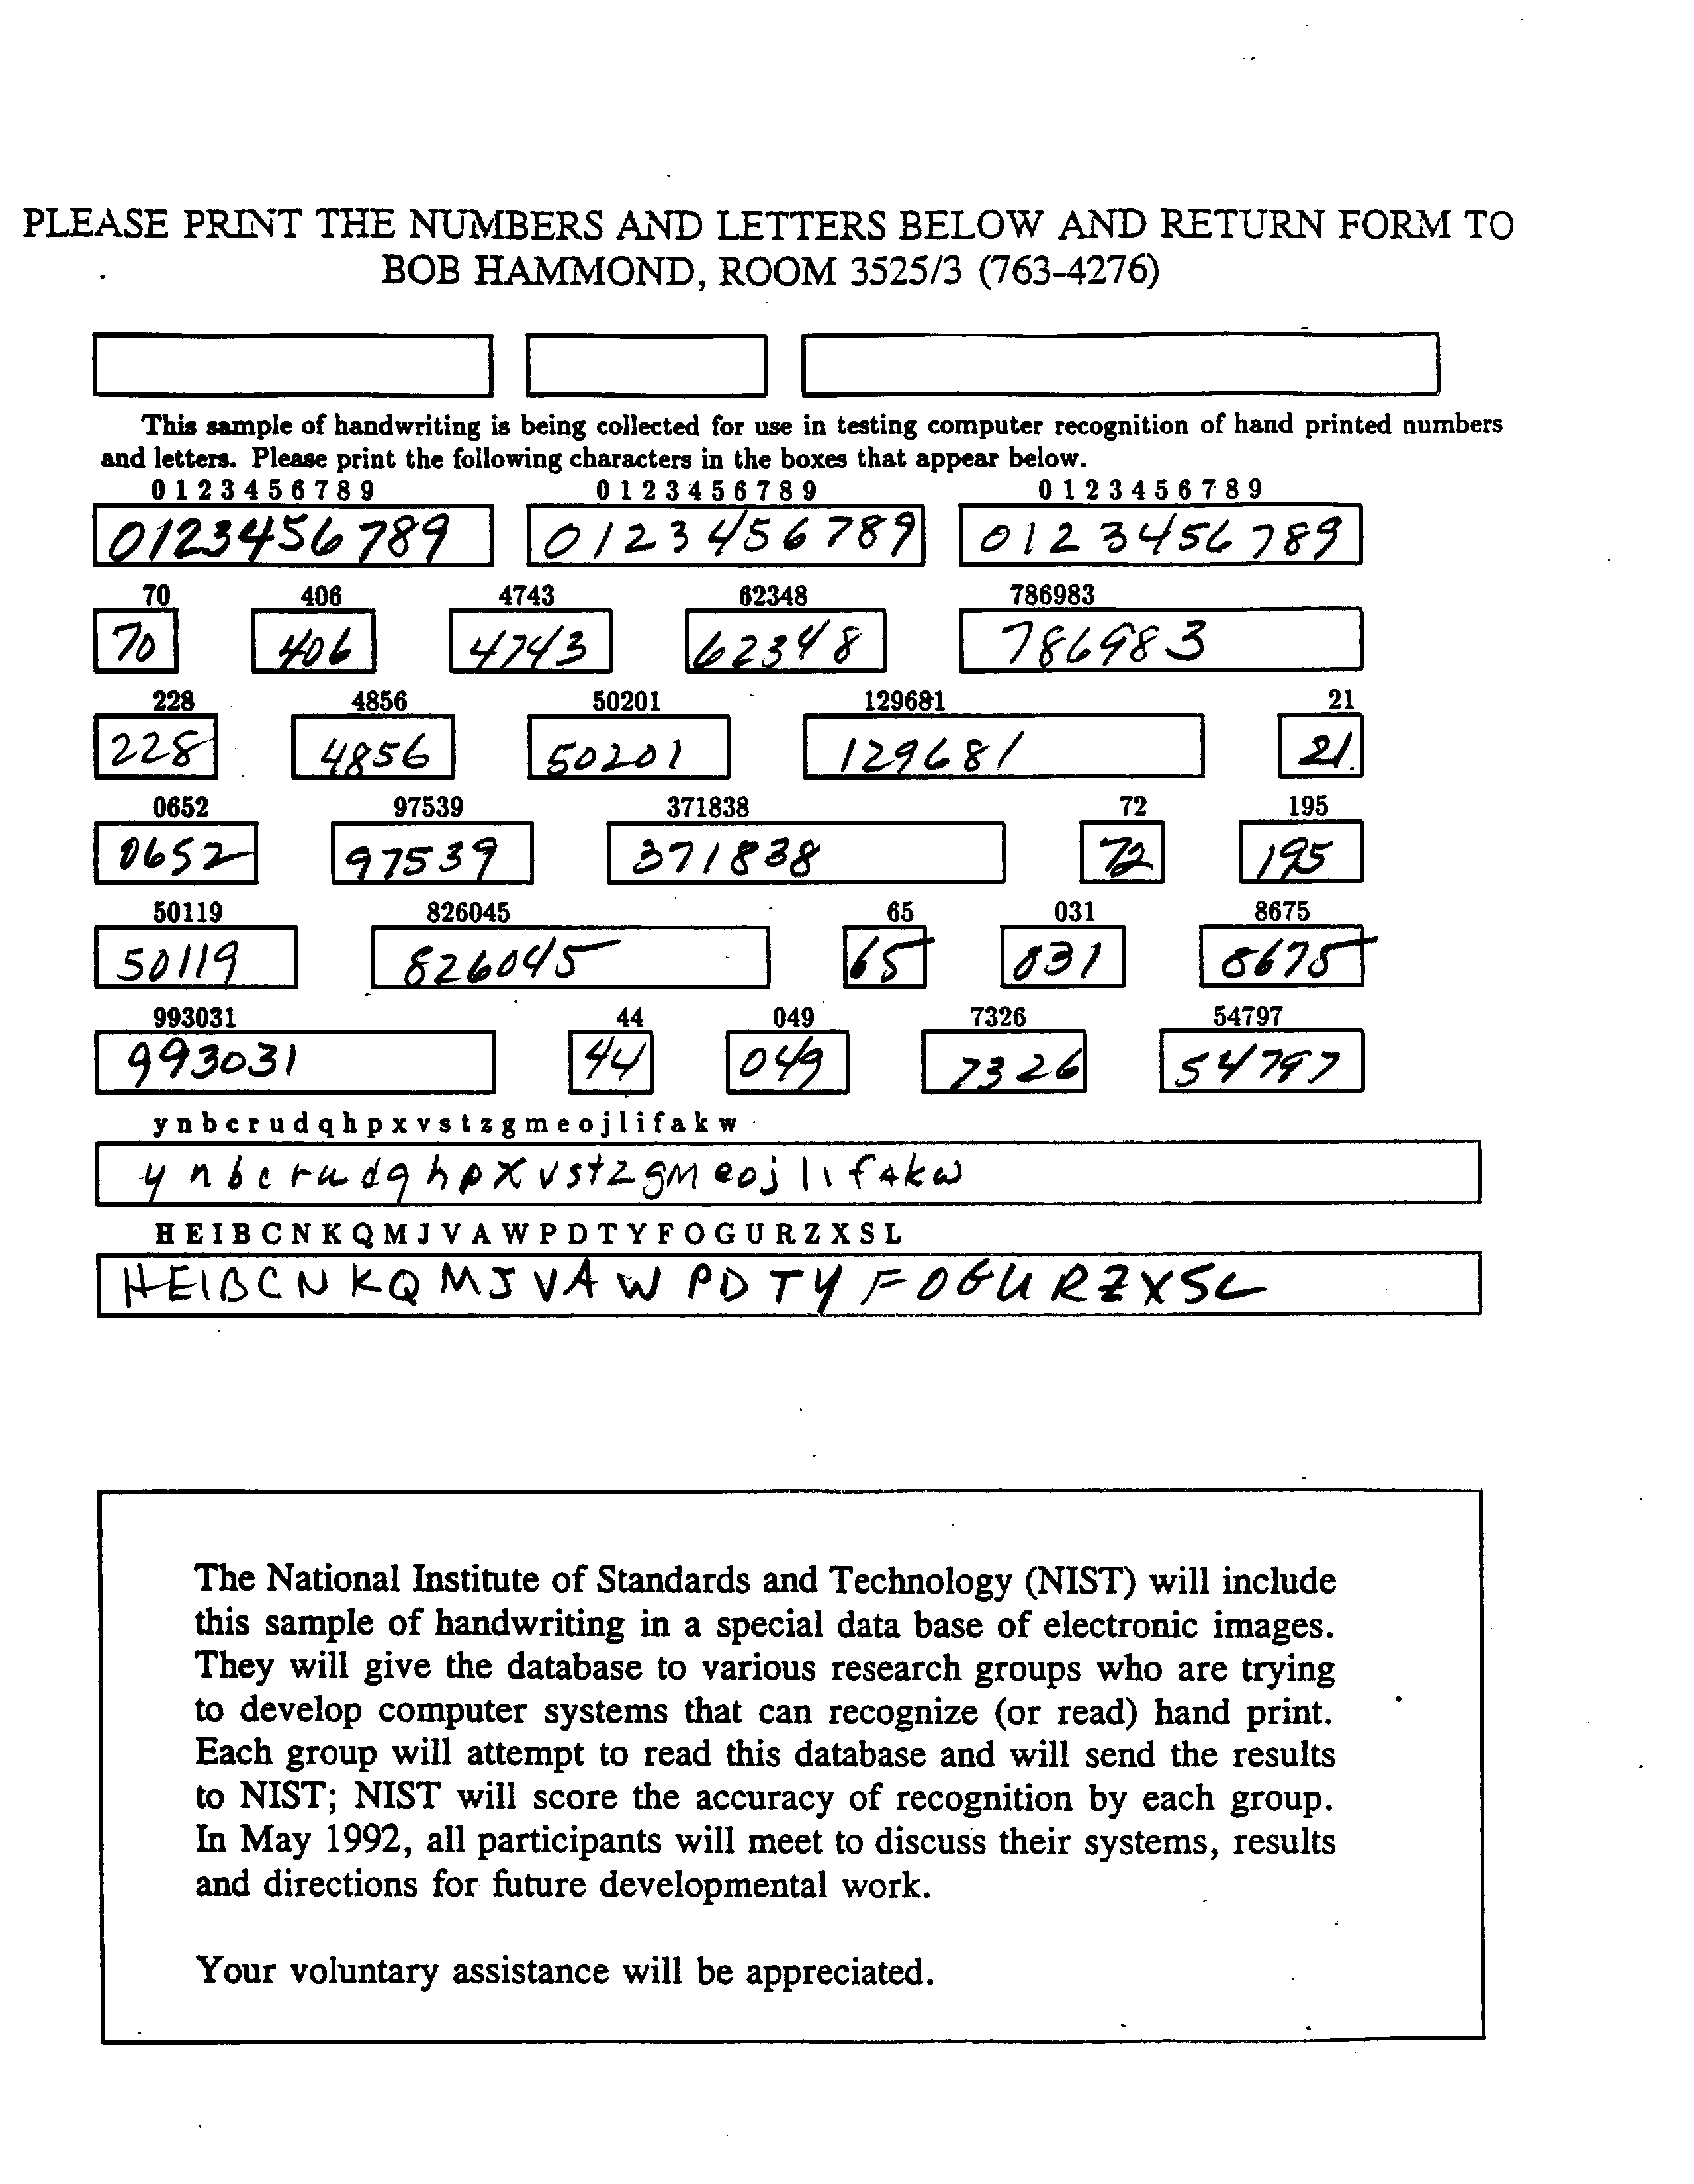 PLEASE PRINT THE NUMBERS AND LETTERS BELOW AND RETURN FORM TO
BOB HAMMOND, ROOM 3525/3 (763-4276)
This sample of handwriting is being collected for use in testing computer recognition of hand printed numbers
and letters. Please print the following characters in the boxes that appear below.
0 1 2 3 4 5 6 7 8 9 0 1 2 3 4 5 6 7 8 9 0 1 2 3 4 5 6 7 8 9
0123456789 0123456789 0123456789
70 406 4743 62348 786983
70 406 4743 62348 786983
228 4856 50201 129681 21
228 4856 50201 129681 21.
0652 97539 371838 72 195
0652 97539 371838 72 195
50119 826045 65 031 8675
50119 826045 65 031 8675
993031 44 049 7326 54797
993031 44 049 7326 54797
y n b c r u d q h p x v s t z g m e o j l i f a k w
y n b c r u d q h p x v s t z g m e o j l i f a k w
H E I B C N K Q M J V A W P D T Y F O G U R Z X S L
H E I B C N K Q M J V A W P D T Y F O G U R Z X S L
The National Institute of Standards and Technology (NIST) will include
this sample of handwriting in a special data base of electronic images.
They will give the database to various research groups who are trying
to develop computer systems that can recognize (or read) hand print.
Each group will attempt to read this database and will send the results
to NIST; NIST will score the accuracy of recognition by each group.
In May 1992, all participants will meet to discuss their systems, results
and directions for future developmental work.
Your voluntary assistance will be appreciated.